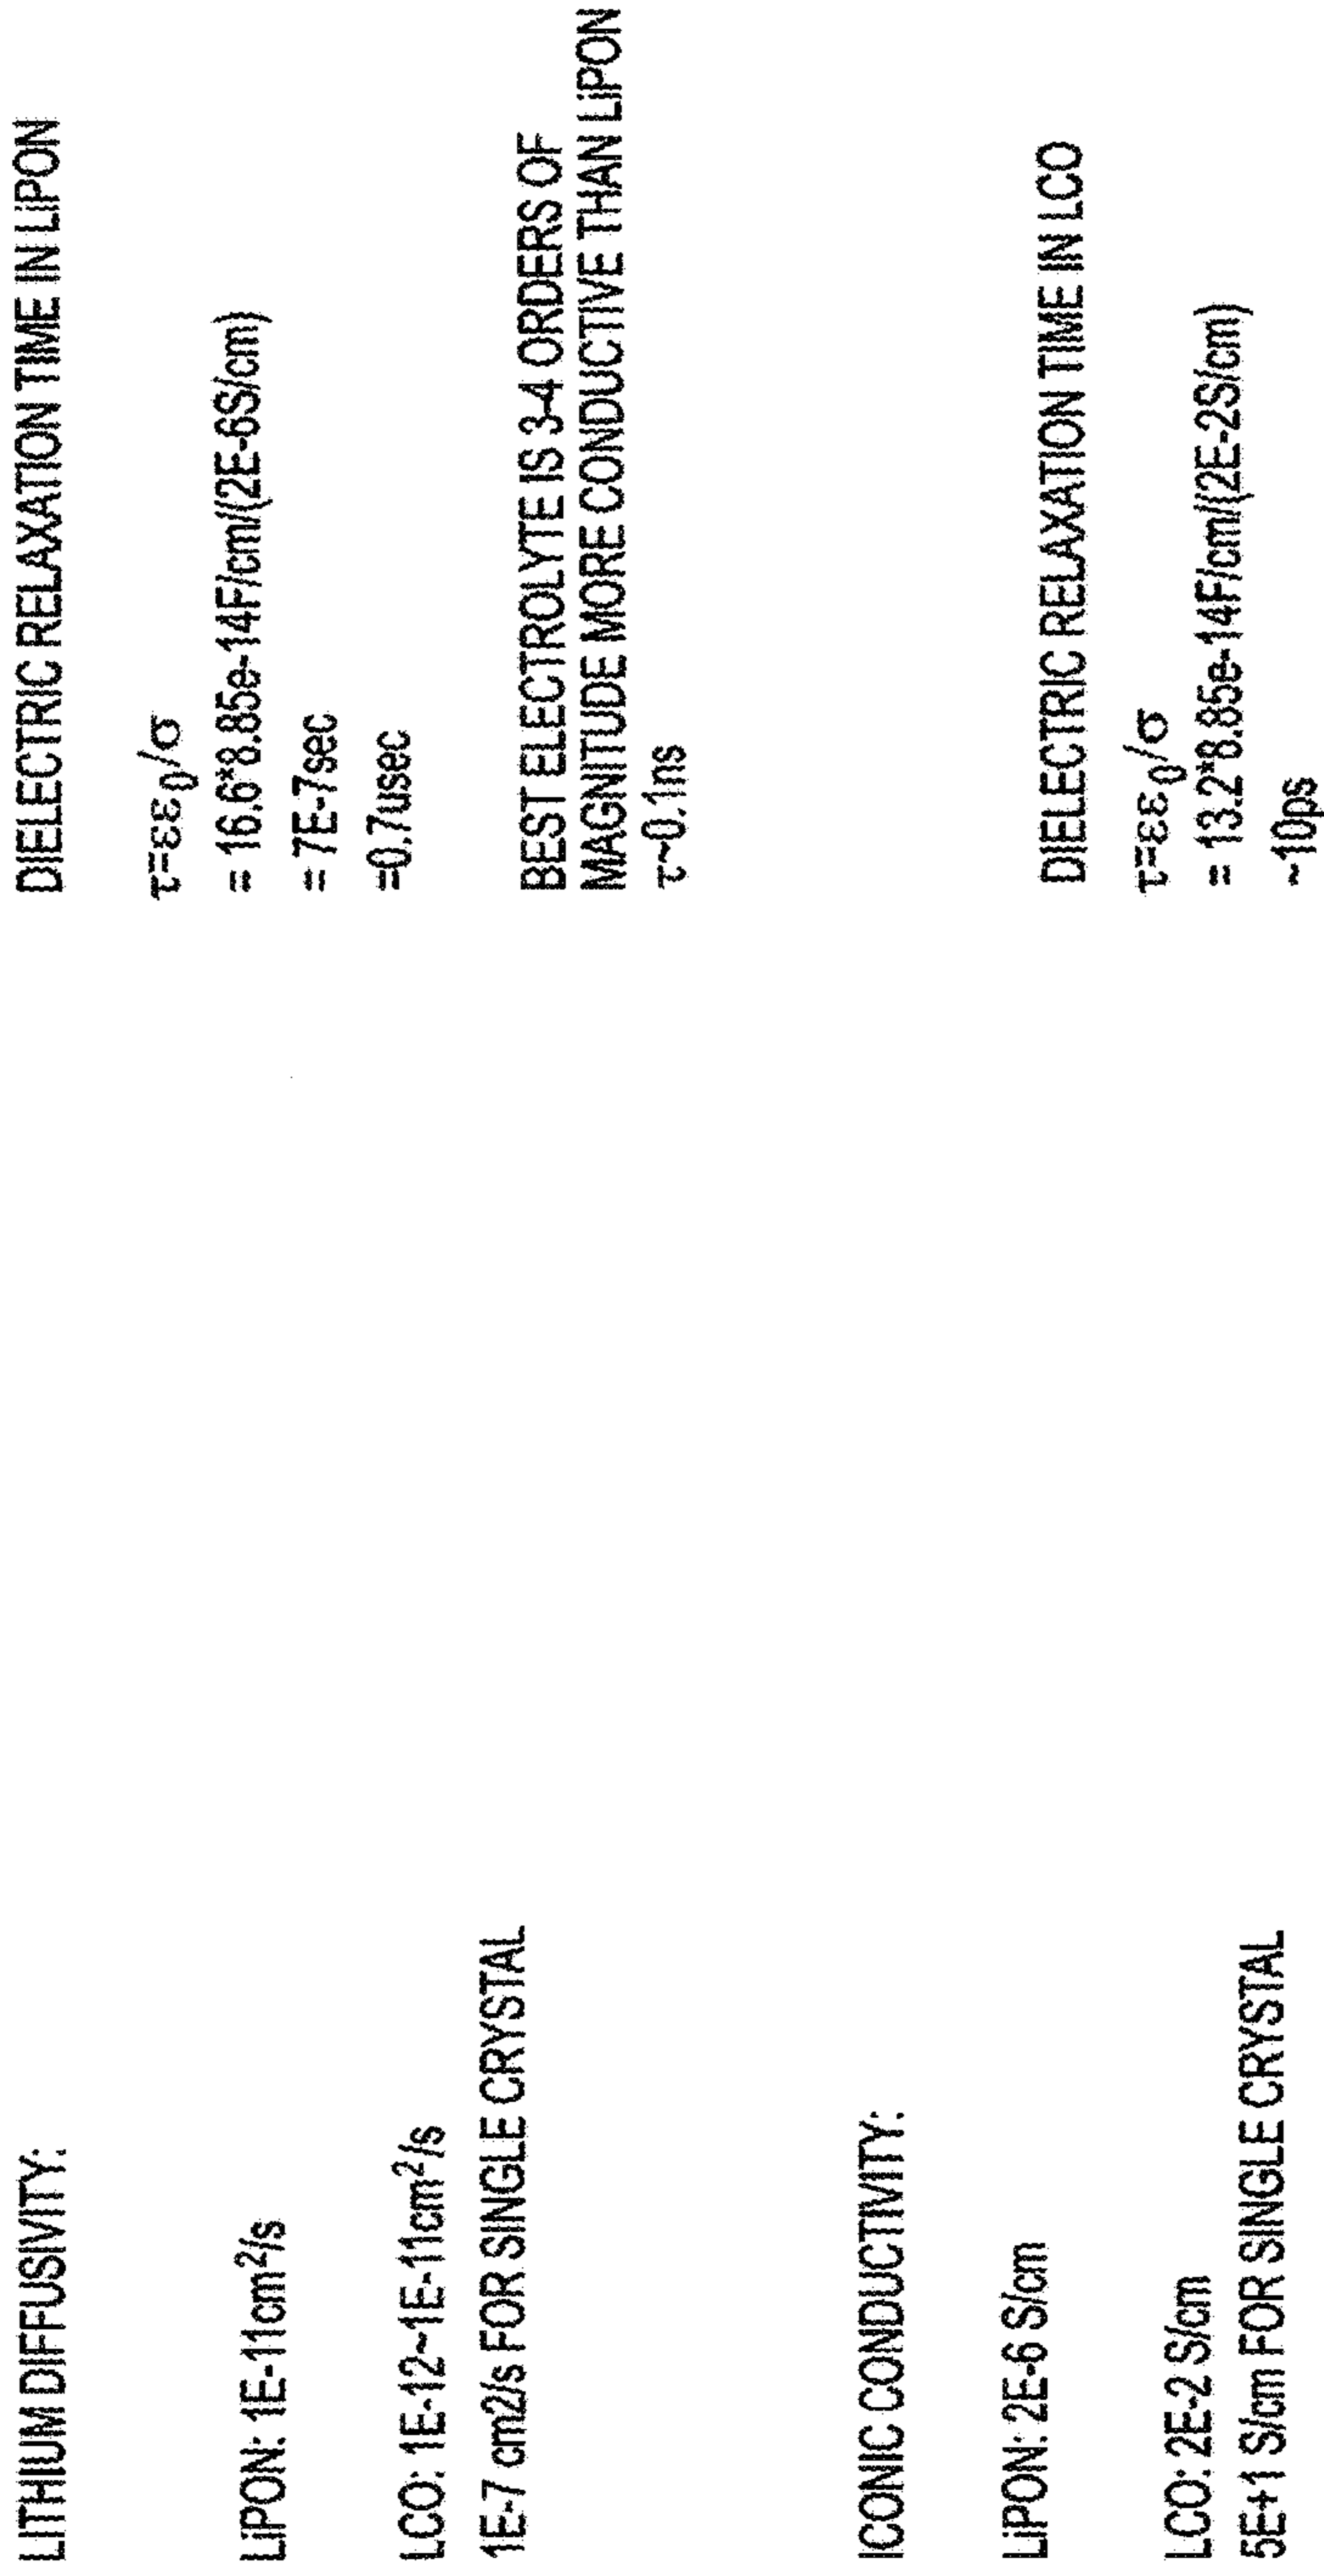 LITHIUM DIFFUSIVITY:
LiPON: 1E-11cm²/s
LCO: 1E-12~1E-11cm²/s
1E-7 cm2/s FOR SINGLE CRYSTAL
ICONIC CONDUCTIVITY:
LiPON: 2E-6 S/cm
LCO: 2E-2 S/cm
5E+1 S/cm FOR SINGLE CRYSTAL
DIELECTRIC RELAXATION TIME IN LiPON
τ=εε₀/σ
= 16.6*8.85e-14F/cm/(2E-6S/cm)
= 7E-7sec
=0.7usec
BEST ELECTROLYTE IS 3-4 ORDERS OF
MAGNITUDE MORE CONDUCTIVE THAN LiPON
τ~0.1ns
DIELECTRIC RELAXATION TIME IN LCO
τ=εε₀/σ
= 13.2*8.85e-14F/cm/(2E-2S/cm)
~10ps